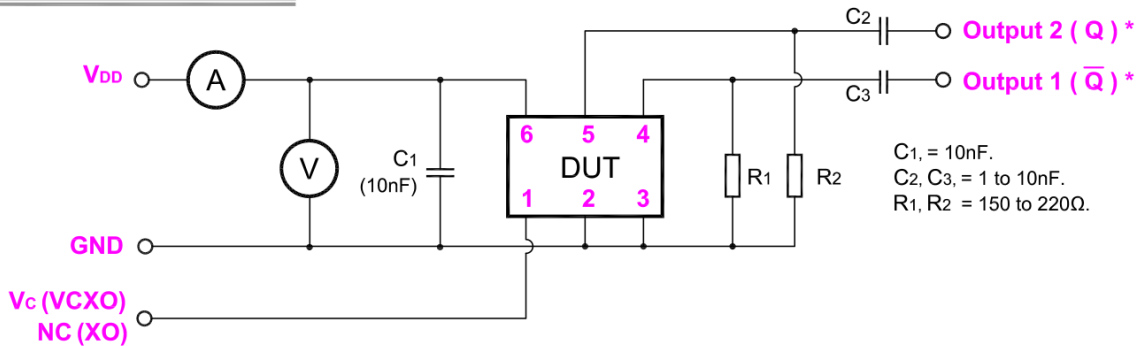 C2
Output 2 ( Q ) *
VDD
A
C3
Output 1 ( Q̅ ) *
6 5 4
V
C1
(10nF)
DUT
R1
R2
C1, = 10nF.
C2, C3, = 1 to 10nF.
R1, R2 = 150 to 220Ω.
1 2 3
GND
Vc (VCXO)
NC (XO)